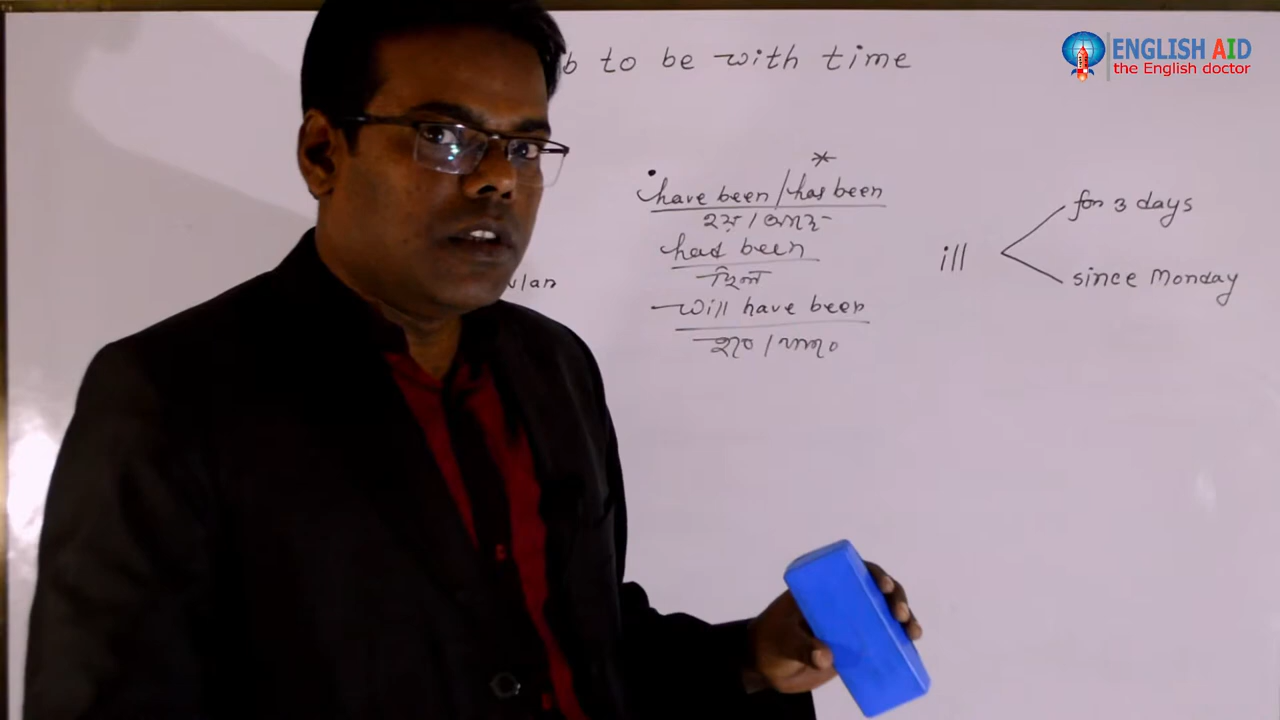 ENGLISH AID
the English doctor
b to be with time
have been / has been *
হয় / আছে
had been
ছিল
will have been
হবে / থাকবে
ill
for 3 days
since Monday
/an